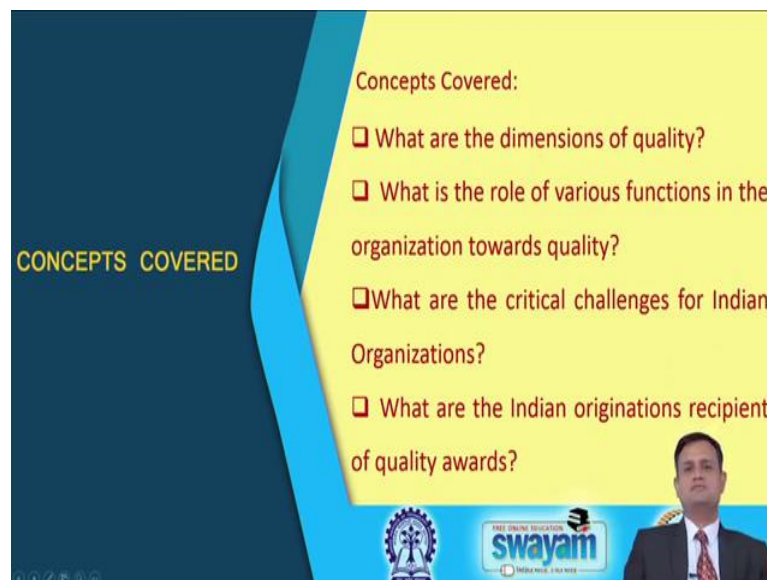 CONCEPTS COVERED
Concepts Covered:
What are the dimensions of quality?
What is the role of various functions in the
organization towards quality?
What are the critical challenges for Indian
Organizations?
What are the Indian originations recipient
of quality awards?
FREE ONLINE EDUCATION
swayam